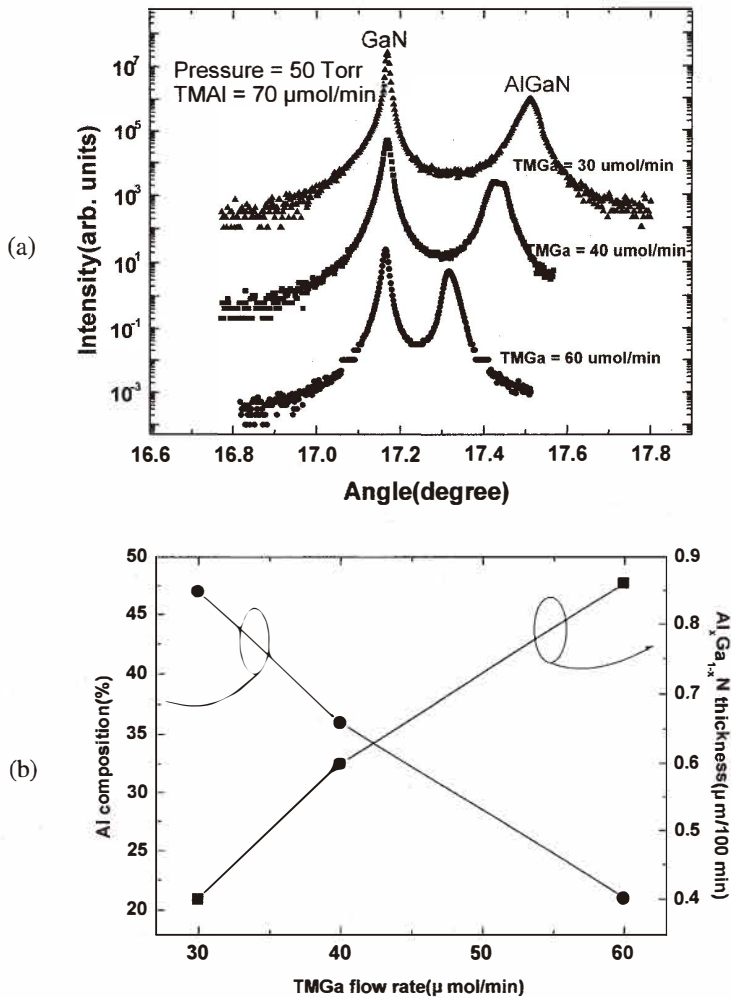 (a)
GaN
Pressure = 50 Torr
TMAl = 70 µmol/min
AlGaN
TMGa = 30 umol/min
TMGa = 40 umol/min
TMGa = 60 umol/min
Intensity(arb. units)
10^7
10^5
10^3
10^1
10^-1
10^-3
16.6 16.8 17.0 17.2 17.4 17.6 17.8
Angle(degree)
(b)
Al composition(%)
50
45
40
35
30
25
20
0.9
0.8
0.7
0.6
0.5
0.4
Al_xGa_1-xN thickness(µ m/100 min)
30 40 50 60
TMGa flow rate(µ mol/min)